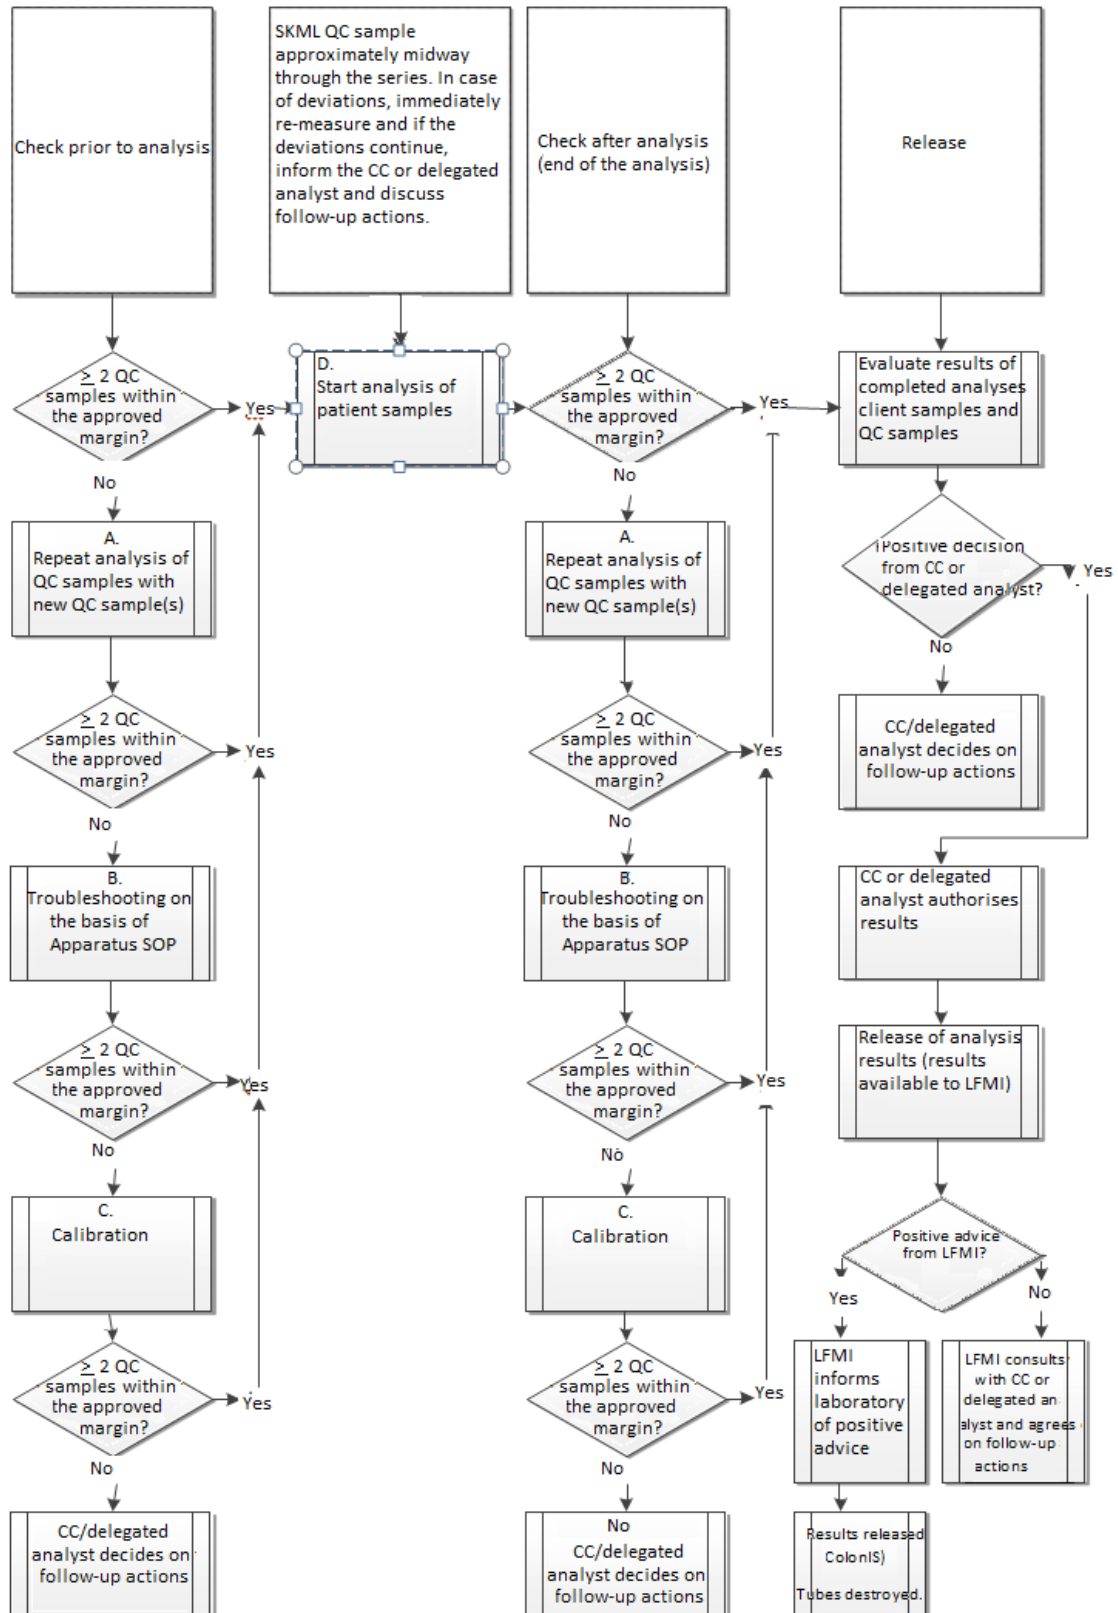 Check prior to analysis
SKML QC sample
approximately midway
through the series. In case
of deviations, immediately
re-measure and if the
deviations continue,
inform the CC or delegated
analyst and discuss
follow-up actions.
Check after analysis
(end of the analysis)
Release
≥ 2 QC
samples within
the approved
margin?
Yes
No
D.
Start analysis of
patient samples
≥ 2 QC
samples within
the approved
margin?
Yes
No
Evaluate results of
completed analyses
client samples and
QC samples
A.
Repeat analysis of
QC samples with
new QC sample(s)
A.
Repeat analysis of
QC samples with
new QC sample(s)
Positive decision
from CC or
delegated analyst?
Yes
No
≥ 2 QC
samples within
the approved
margin?
Yes
No
≥ 2 QC
samples within
the approved
margin?
Yes
No
CC/delegated
analyst decides on
follow-up actions
B.
Troubleshooting on
the basis of
Apparatus SOP
B.
Troubleshooting on
the basis of
Apparatus SOP
CC or delegated
analyst authorises
results
≥ 2 QC
samples within
the approved
margin?
Yes
No
≥ 2 QC
samples within
the approved
margin?
Yes
No
Release of analysis
results (results
available to LFMI)
C.
Calibration
C.
Calibration
Positive advice
from LFMI?
Yes
No
≥ 2 QC
samples within
the approved
margin?
Yes
No
≥ 2 QC
samples within
the approved
margin?
Yes
No
LFMI
informs
laboratory
of positive
advice
LFMI consults
with CC or
delegated an
alyst and agrees
on follow-up
actions
CC/delegated
analyst decides on
follow-up actions
No
CC/delegated
analyst decides on
follow-up actions
Results released
ColonIS)
Tubes destroyed.